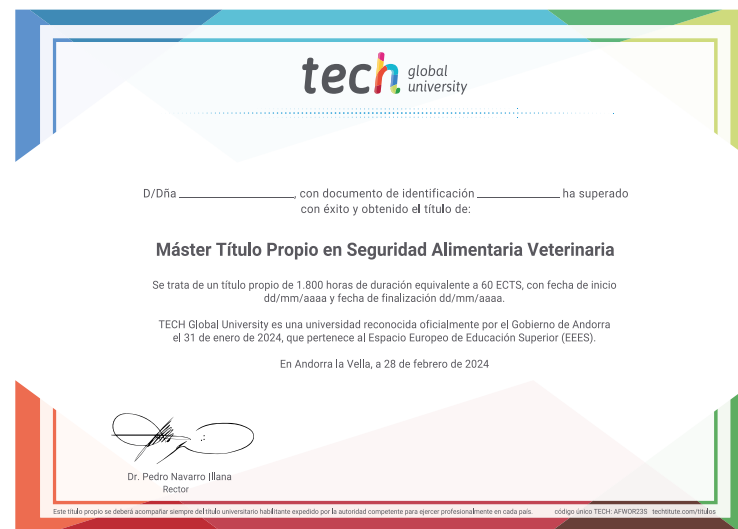 tech global university
D/Dña ____________________, con documento de identificación ______________ ha superado
con éxito y obtenido el título de:
Máster Título Propio en Seguridad Alimentaria Veterinaria
Se trata de un título propio de 1.800 horas de duración equivalente a 60 ECTS, con fecha de inicio
dd/mm/aaaa y fecha de finalización dd/mm/aaaa.
TECH Global University es una universidad reconocida oficialmente por el Gobierno de Andorra
el 31 de enero de 2024, que pertenece al Espacio Europeo de Educación Superior (EEES).
En Andorra la Vella, a 28 de febrero de 2024
Dr. Pedro Navarro Illana
Rector
Este título propio se deberá acompañar siempre del título universitario habilitante expedido por la autoridad competente para ejercer profesionalmente en cada país. código único TECH: AFWOR23S techtitute.com/titulos